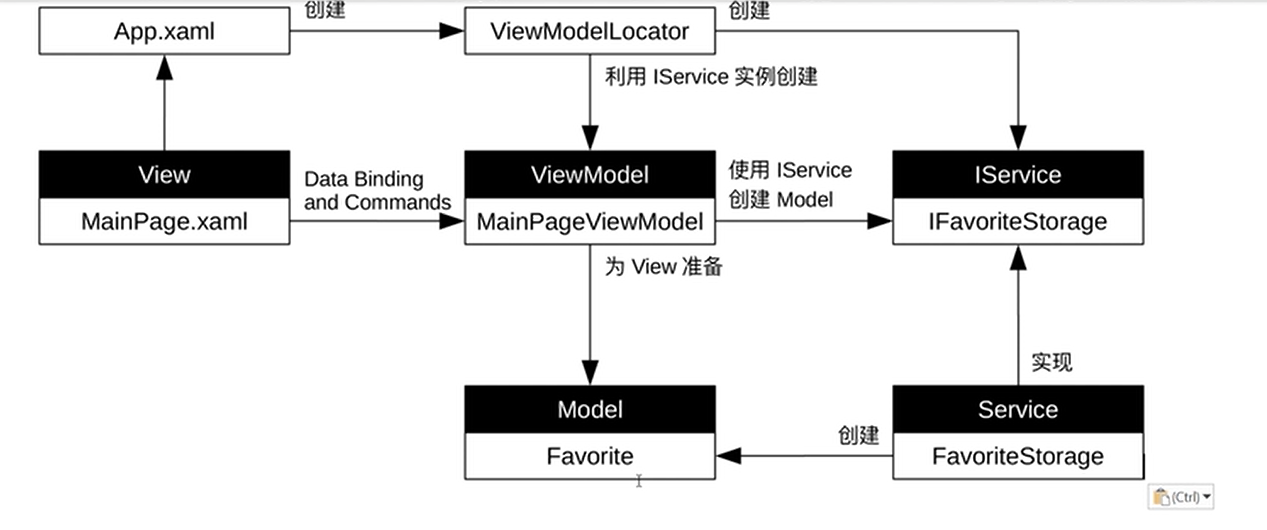 创建
创建
App.xaml
ViewModelLocator
利用 IService 实例创建
View
MainPage.xaml
Data Binding
and Commands
ViewModel
MainPageViewModel
使用 IService
创建 Model
IService
IFavoriteStorage
为 View 准备
实现
Model
Favorite
创建
Service
FavoriteStorage
(Ctrl)